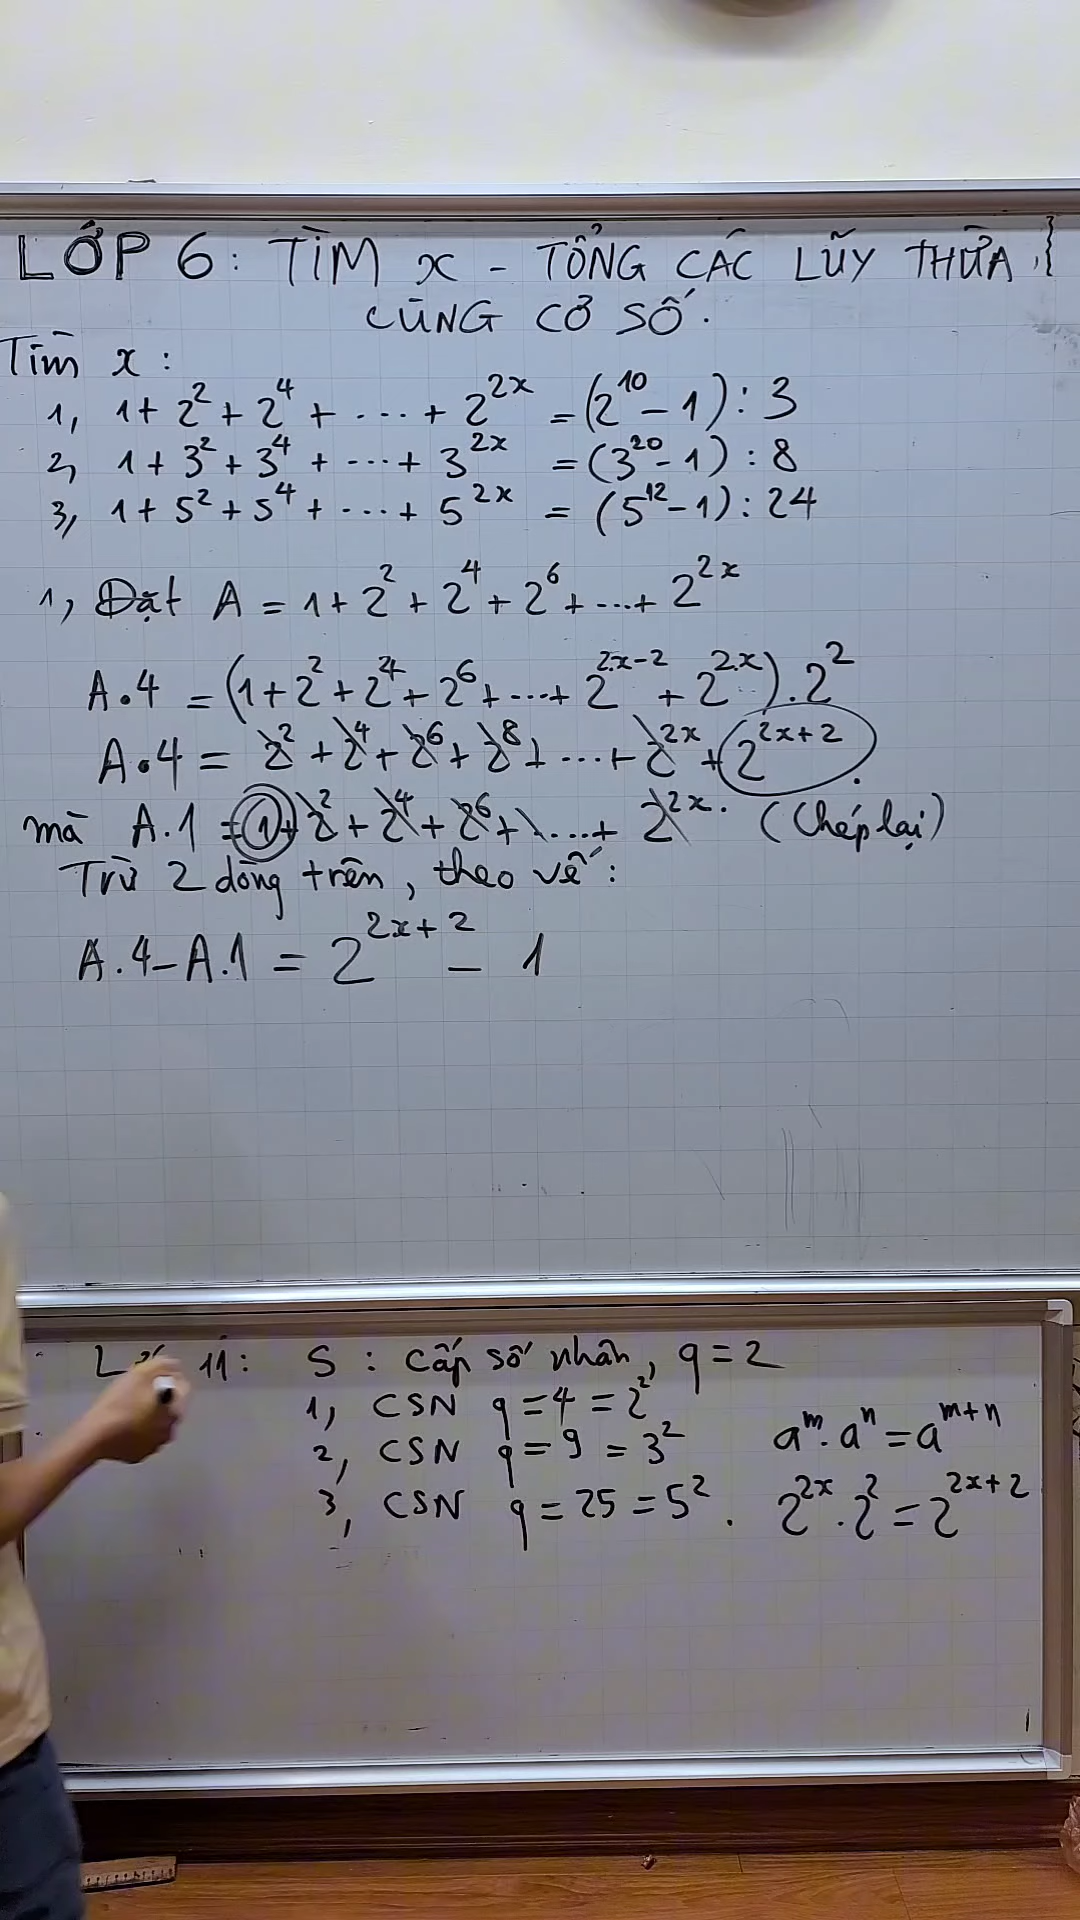 LỚP 6: TÌM x - TỔNG CÁC LŨY THỪA
CÙNG CƠ SỐ.
Tìm x :
1, 1 + 2² + 2⁴ + ... + 2^{2x} = (2^{10} - 1) : 3
2, 1 + 3² + 3⁴ + ... + 3^{2x} = (3^{20} - 1) : 8
3, 1 + 5² + 5⁴ + ... + 5^{2x} = (5^{12} - 1) : 24
1, Đặt A = 1 + 2² + 2⁴ + 2⁶ + ... + 2^{2x}
A.4 = (1 + 2² + 2⁴ + 2⁶ + ... + 2^{2x-2} + 2^{2x}).2²
A.4 = 2² + 2⁴ + 2⁶ + 2⁸ + ... + 2^{2x} + 2^{2x+2}.
mà A.1 = 1 + 2² + 2⁴ + 2⁶ + ... + 2^{2x}. (Chép lại)
Trừ 2 dòng trên, theo vế:
A.4 - A.1 = 2^{2x+2} - 1
11: S : Cấp số nhân, q = 2
1, CSN q = 4 = 2²
2, CSN q = 9 = 3²
3, CSN q = 25 = 5².
a^m.a^n = a^{m+n}
2^{2x}.2² = 2^{2x+2}